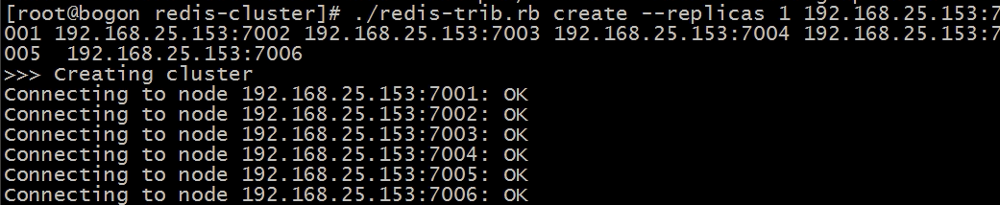 [root@bogon redis-cluster]# ./redis-trib.rb create --replicas 1 192.168.25.153:7
001 192.168.25.153:7002 192.168.25.153:7003 192.168.25.153:7004 192.168.25.153:7
005  192.168.25.153:7006
>>> Creating cluster
Connecting to node 192.168.25.153:7001: OK
Connecting to node 192.168.25.153:7002: OK
Connecting to node 192.168.25.153:7003: OK
Connecting to node 192.168.25.153:7004: OK
Connecting to node 192.168.25.153:7005: OK
Connecting to node 192.168.25.153:7006: OK